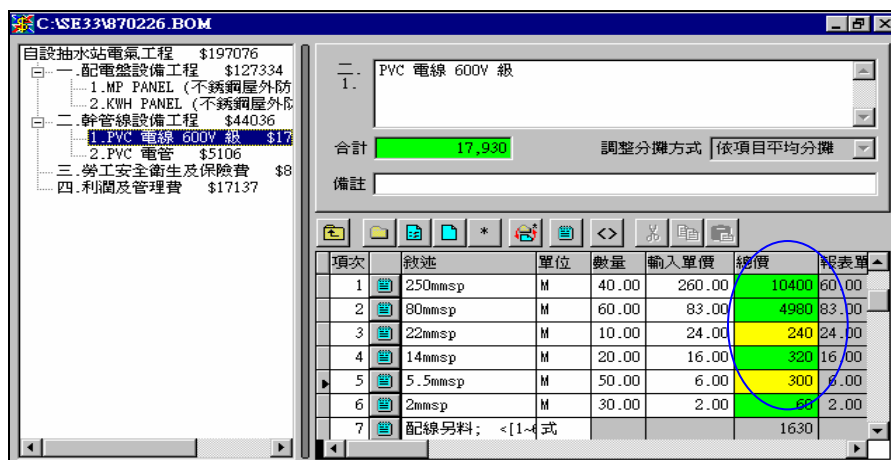 C:\SE33\870226.BOM
自設抽水站電氣工程 $197076
一.配電盤設備工程 $127334
1.MP PANEL (不銹鋼屋外防
2.KWH PANEL (不銹鋼屋外防
二.幹管線設備工程 $44036
1.PVC 電線 600V 級 $17
2.PVC 電管 $5106
三.勞工安全衛生及保險費 $8
四.利潤及管理費 $17137
二.
1.
PVC 電線 600V 級
合計 17,930 調整分攤方式 依項目平均分攤
備註
* <>
項次 敘述 單位 數量 輸入單價 總價 報表單
1 250mmsp M 40.00 260.00 10400 60.00
2 80mmsp M 60.00 83.00 4980 83.00
3 22mmsp M 10.00 24.00 240 24.00
4 14mmsp M 20.00 16.00 320 16.00
5 5.5mmsp M 50.00 6.00 300 6.00
6 2mmsp M 30.00 2.00 60 2.00
7 配線另料; <[1~6 式 1630